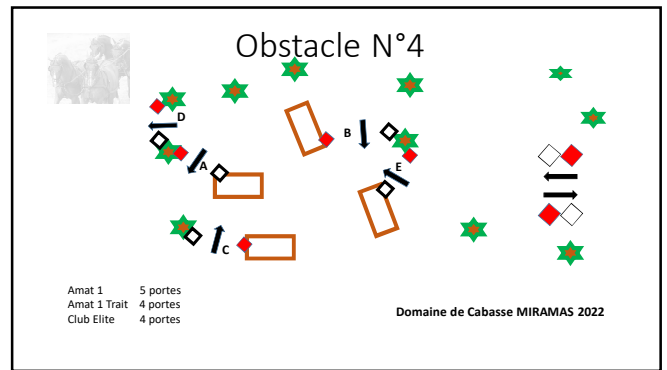 Obstacle N°4
D
B
A
E
C
Amat 1 5 portes
Amat 1 Trait 4 portes
Club Elite 4 portes
Domaine de Cabasse MIRAMAS 2022